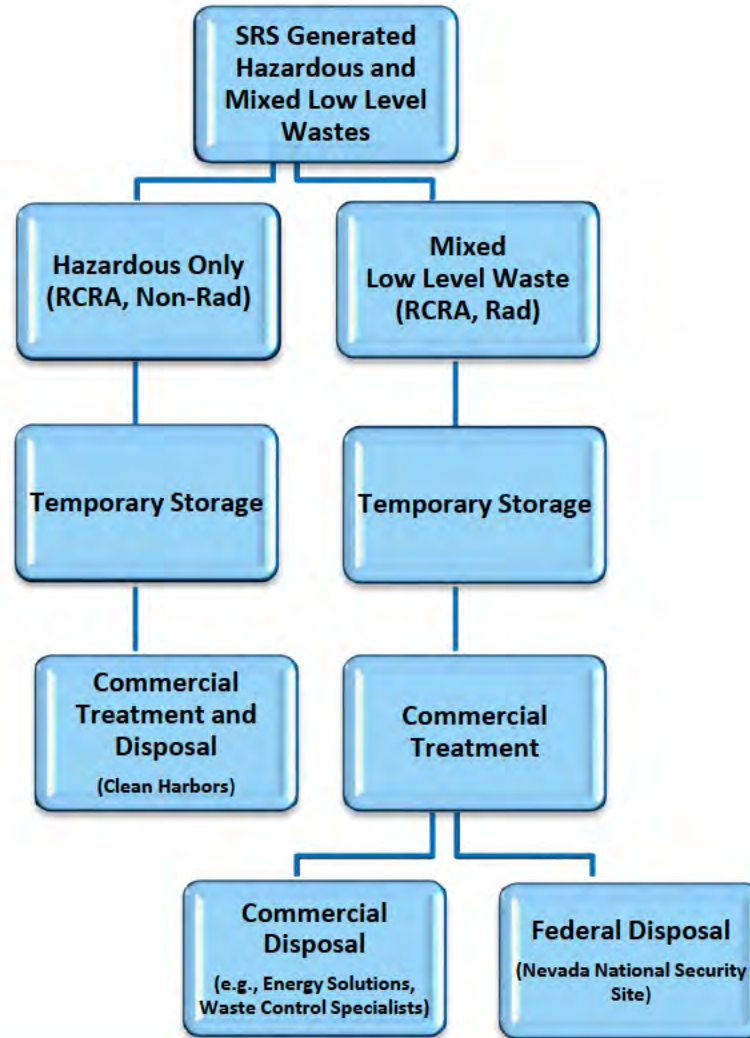 SRS Generated
Hazardous and
Mixed Low Level
Wastes
Hazardous Only
(RCRA, Non-Rad)
Mixed
Low Level Waste
(RCRA, Rad)
Temporary Storage
Temporary Storage
Commercial
Treatment and
Disposal
(Clean Harbors)
Commercial
Treatment
Commercial
Disposal
(e.g., Energy Solutions,
Waste Control Specialists)
Federal Disposal
(Nevada National Security
Site)